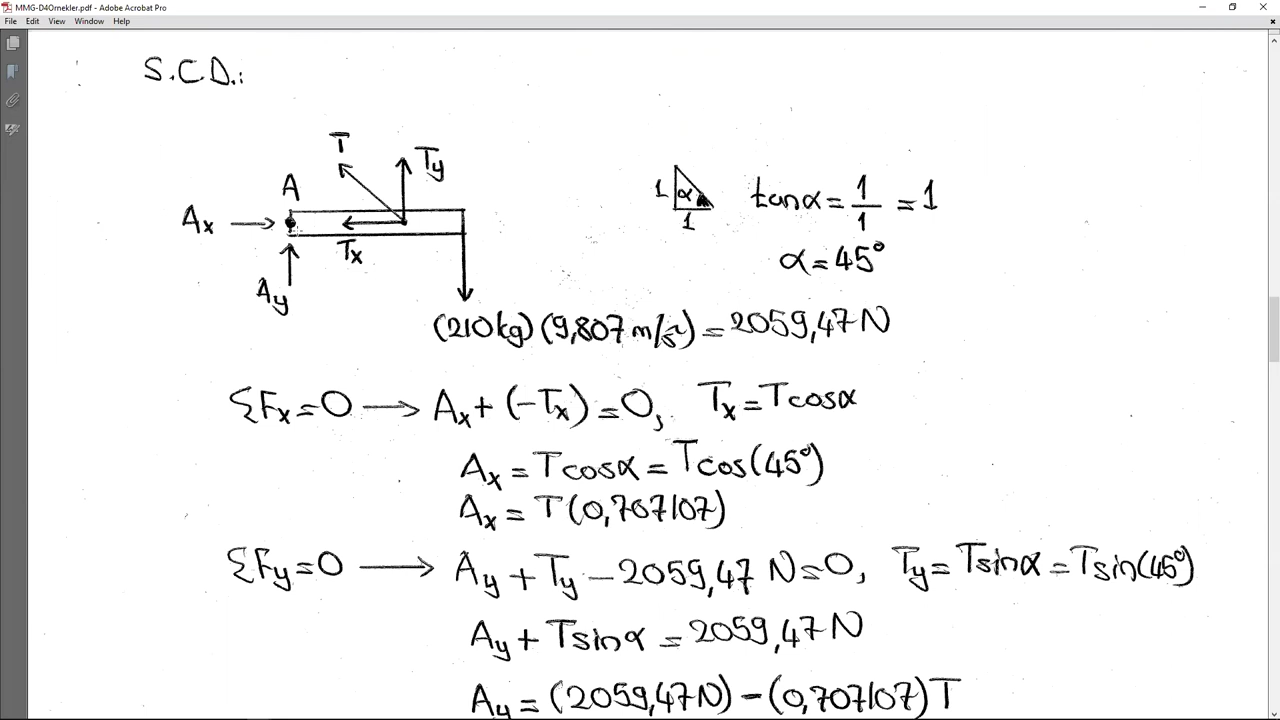 MMG-D4Ornekler.pdf - Adobe Acrobat Pro
File Edit View Window Help
S.C.D.:
T
Ty
A
Ax
Tx
Ay
1 α
1
tanα = 1/1 = 1
α = 45°
(210kg) (9,807 m/s²) = 2059,47 N
ΣFx = 0 → Ax + (-Tx) = 0, Tx = Tcosα
Ax = Tcosα = Tcos(45°)
Ax = T(0,707107)
ΣFy = 0 → Ay + Ty - 2059,47 N = 0, Ty = Tsinα = Tsin(45°)
Ay + Tsinα = 2059,47 N
Ay = (2059,47 N) - (0,707107) T